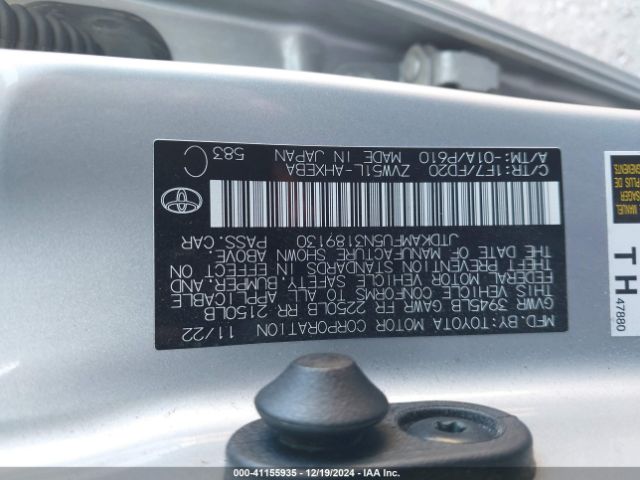 MFD. BY: TOYOTA MOTOR CORPORATION 11/22
GVWR 3945LB GAWR FR 2250LB RR 2150LB
THIS VEHICLE CONFORMS TO ALL APPLICABLE
FEDERAL MOTOR VEHICLE SAFETY, BUMPER, AND
THEFT PREVENTION STANDARDS IN EFFECT ON
THE DATE OF MANUFACTURE SHOWN ABOVE.
JTDKAMFU5N3189130 PASS. CAR
C/TR: 1F7/FD20 ZVW51L-AHXEBA
A/TM: -01A/P610 MADE IN JAPAN 583 C
MANUEL
T H
47880
000-41155935 - 12/19/2024 - IAA Inc.